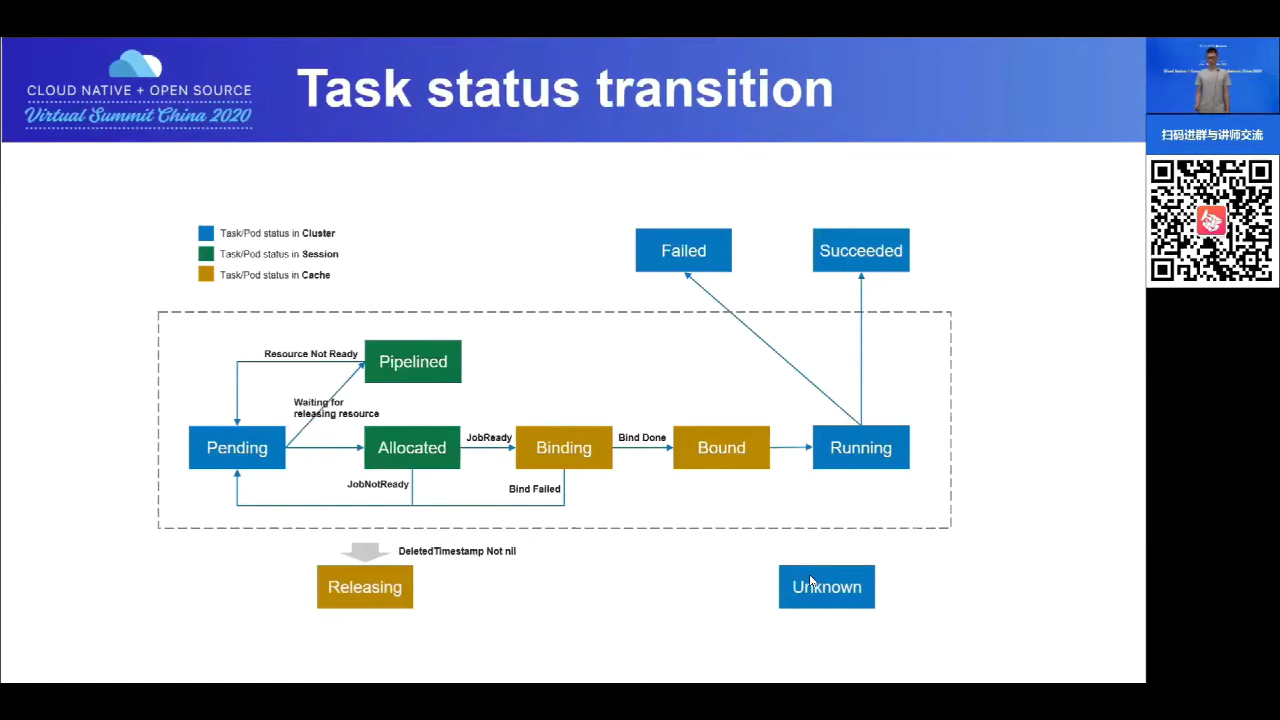 CLOUD NATIVE + OPEN SOURCE
Virtual Summit China 2020
Task status transition
扫码进群与讲师交流
Task/Pod status in Cluster
Task/Pod status in Session
Task/Pod status in Cache
Failed
Succeeded
Resource Not Ready
Pipelined
Waiting for
releasing resource
Pending
Allocated
JobReady
Binding
Bind Done
Bound
Running
JobNotReady
Bind Failed
DeletedTimestamp Not nil
Releasing
Unknown